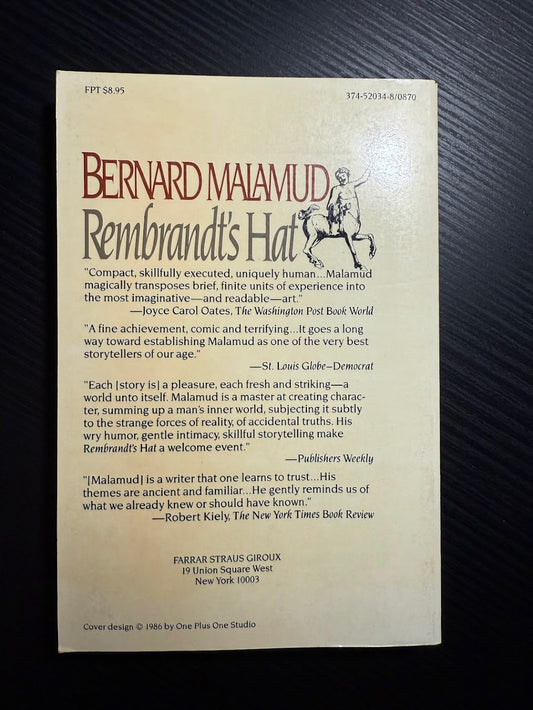 FPT $8.95
374-52034-8/0870
BERNARD MALAMUD
Rembrandt's Hat
"Compact, skillfully executed, uniquely human...Malamud
magically transposes brief, finite units of experience into
the most imaginative—and readable—art."
—Joyce Carol Oates, The Washington Post Book World
"A fine achievement, comic and terrifying...It goes a long
way toward establishing Malamud as one of the very best
storytellers of our age."
—St. Louis Globe–Democrat
"Each [story is] a pleasure, each fresh and striking—a
world unto itself. Malamud is a master at creating charac-
ter, summing up a man's inner world, subjecting it subtly
to the strange forces of reality, of accidental truths. His
wry humor, gentle intimacy, skillful storytelling make
Rembrandt's Hat a welcome event."
—Publishers Weekly
"[Malamud] is a writer that one learns to trust...His
themes are ancient and familiar...He gently reminds us of
what we already knew or should have known."
—Robert Kiely, The New York Times Book Review
FARRAR STRAUS GIROUX
19 Union Square West
New York 10003
Cover design © 1986 by One Plus One Studio